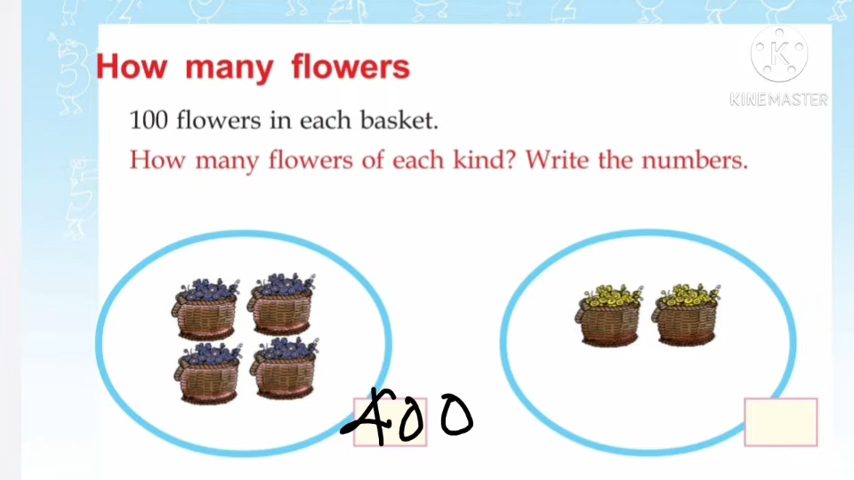 How many flowers
KINEMASTER
100 flowers in each basket.
How many flowers of each kind? Write the numbers.
400